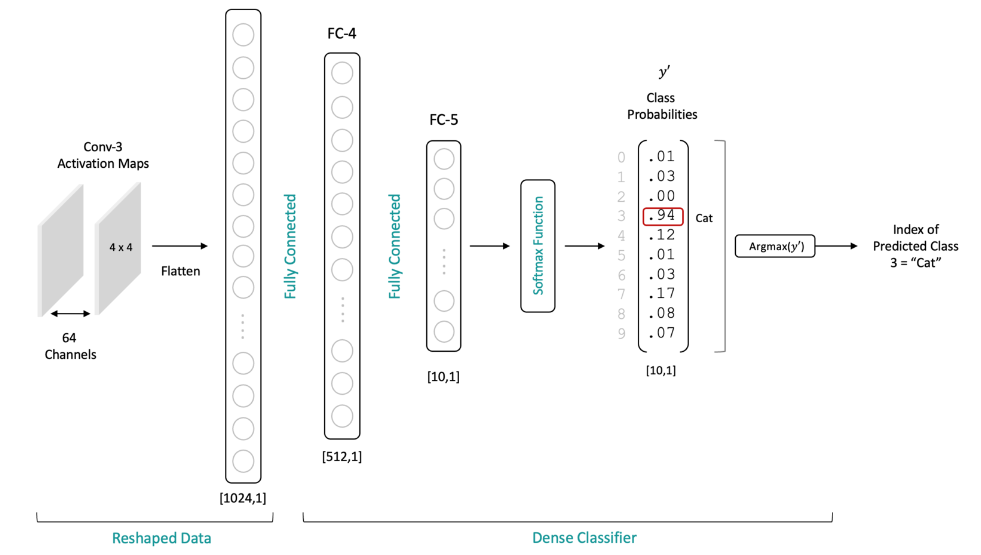 Conv-3
Activation Maps
4 x 4
64
Channels
Flatten
[1024,1]
Reshaped Data
Fully Connected
FC-4
[512,1]
Fully Connected
FC-5
[10,1]
Softmax Function
y′
Class
Probabilities
0 .01
1 .03
2 .00
3 .94 Cat
4 .12
5 .01
6 .03
7 .17
8 .08
9 .07
[10,1]
Argmax(y′)
Index of
Predicted Class
3 = “Cat”
Dense Classifier